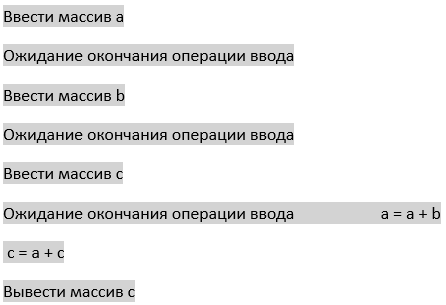 Ввести массив a
Ожидание окончания операции ввода
Ввести массив b
Ожидание окончания операции ввода
Ввести массив c
Ожидание окончания операции ввода a = a + b
c = a + c
Вывести массив c